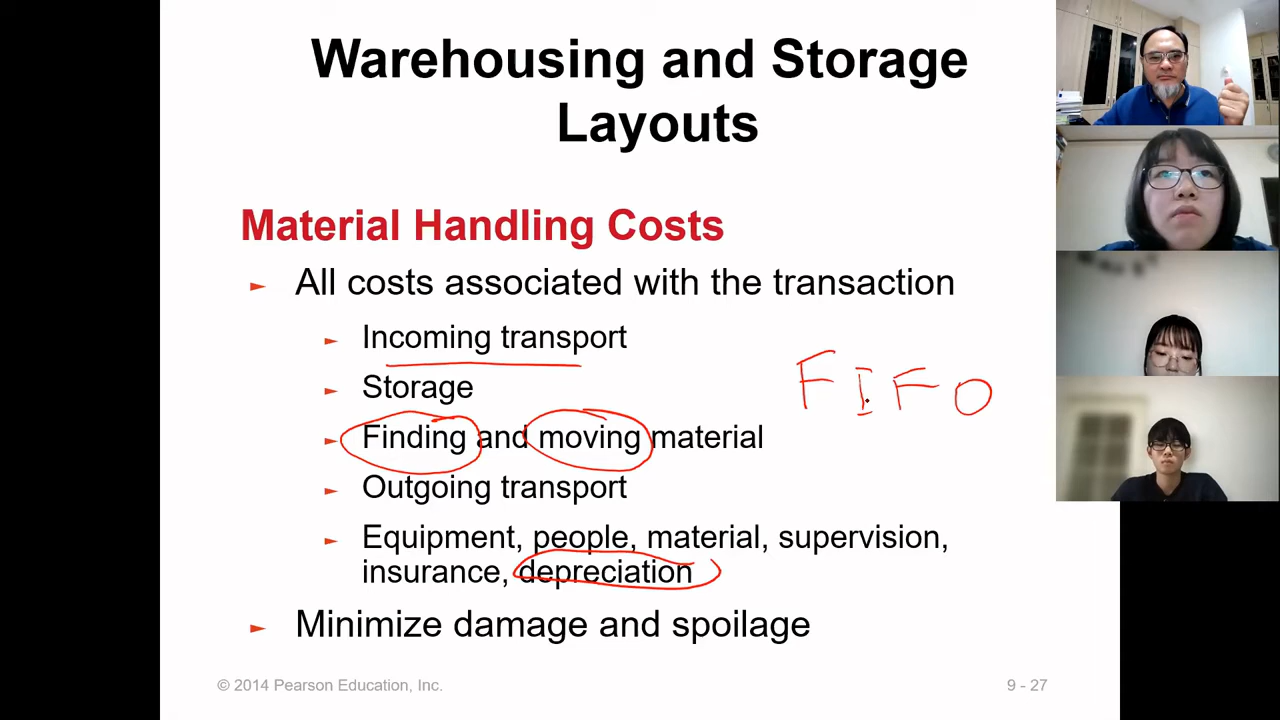 Warehousing and Storage
Layouts
Material Handling Costs
► All costs associated with the transaction
► Incoming transport
► Storage
FIFO
► Finding and moving material
► Outgoing transport
► Equipment, people, material, supervision,
insurance, depreciation
► Minimize damage and spoilage
© 2014 Pearson Education, Inc.
9 - 27